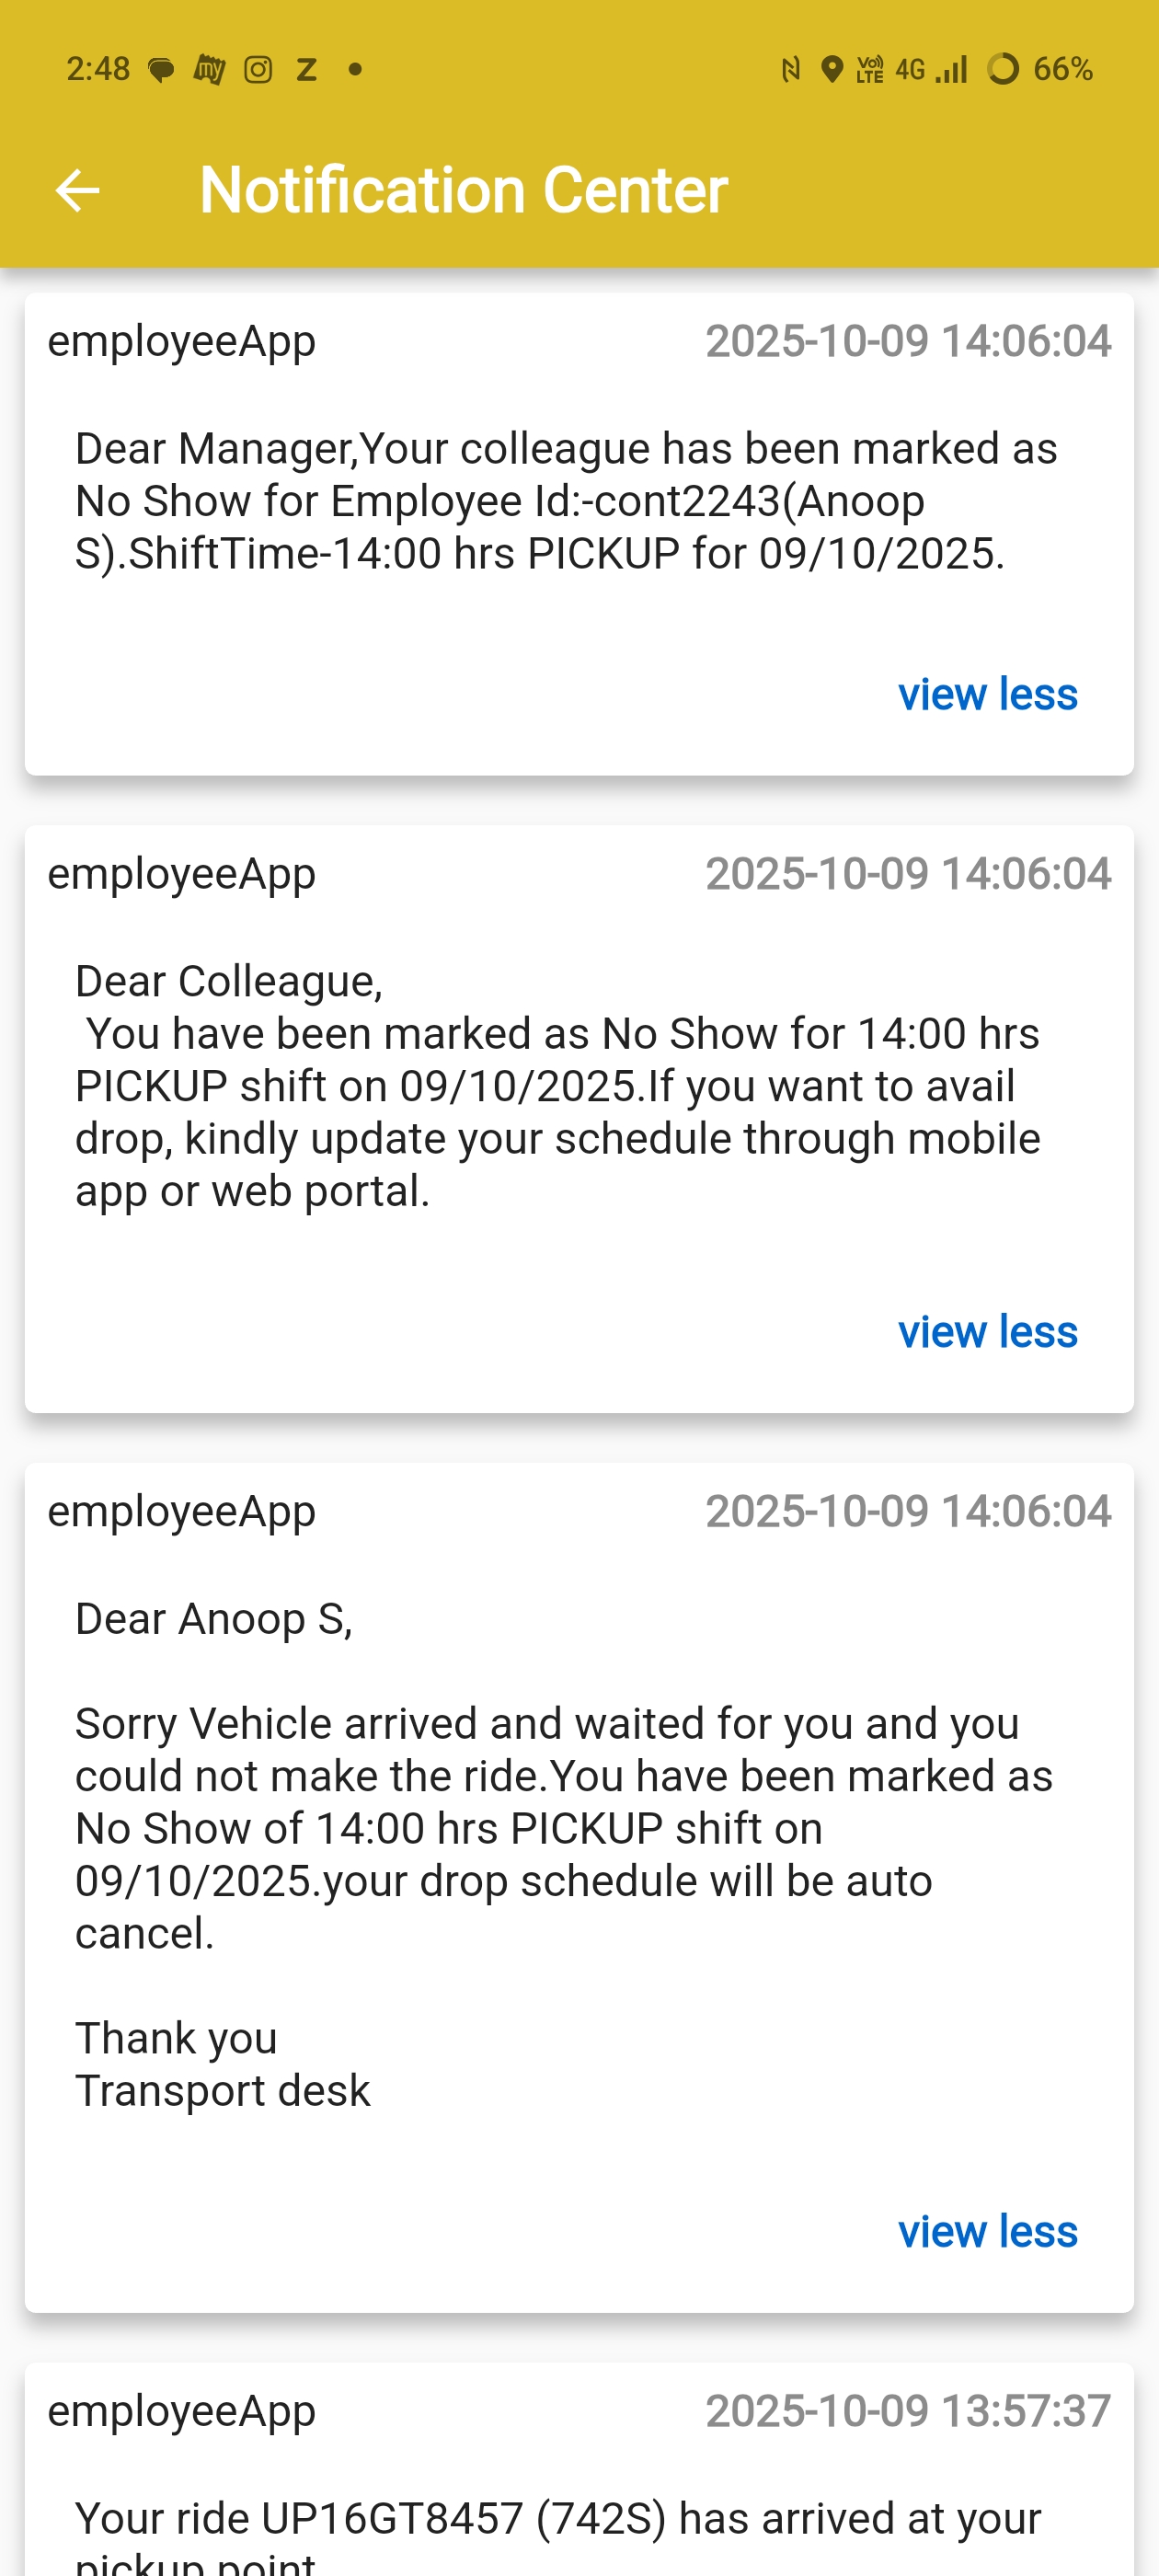 2:48 my Z 4G 66%
Notification Center
employeeApp 2025-10-09 14:06:04
Dear Manager,Your colleague has been marked as
No Show for Employee Id:-cont2243(Anoop
S).ShiftTime-14:00 hrs PICKUP for 09/10/2025.
view less
employeeApp 2025-10-09 14:06:04
Dear Colleague,
You have been marked as No Show for 14:00 hrs
PICKUP shift on 09/10/2025.If you want to avail
drop, kindly update your schedule through mobile
app or web portal.
view less
employeeApp 2025-10-09 14:06:04
Dear Anoop S,
Sorry Vehicle arrived and waited for you and you
could not make the ride.You have been marked as
No Show of 14:00 hrs PICKUP shift on
09/10/2025.your drop schedule will be auto
cancel.
Thank you
Transport desk
view less
employeeApp 2025-10-09 13:57:37
Your ride UP16GT8457 (742S) has arrived at your
pickup point